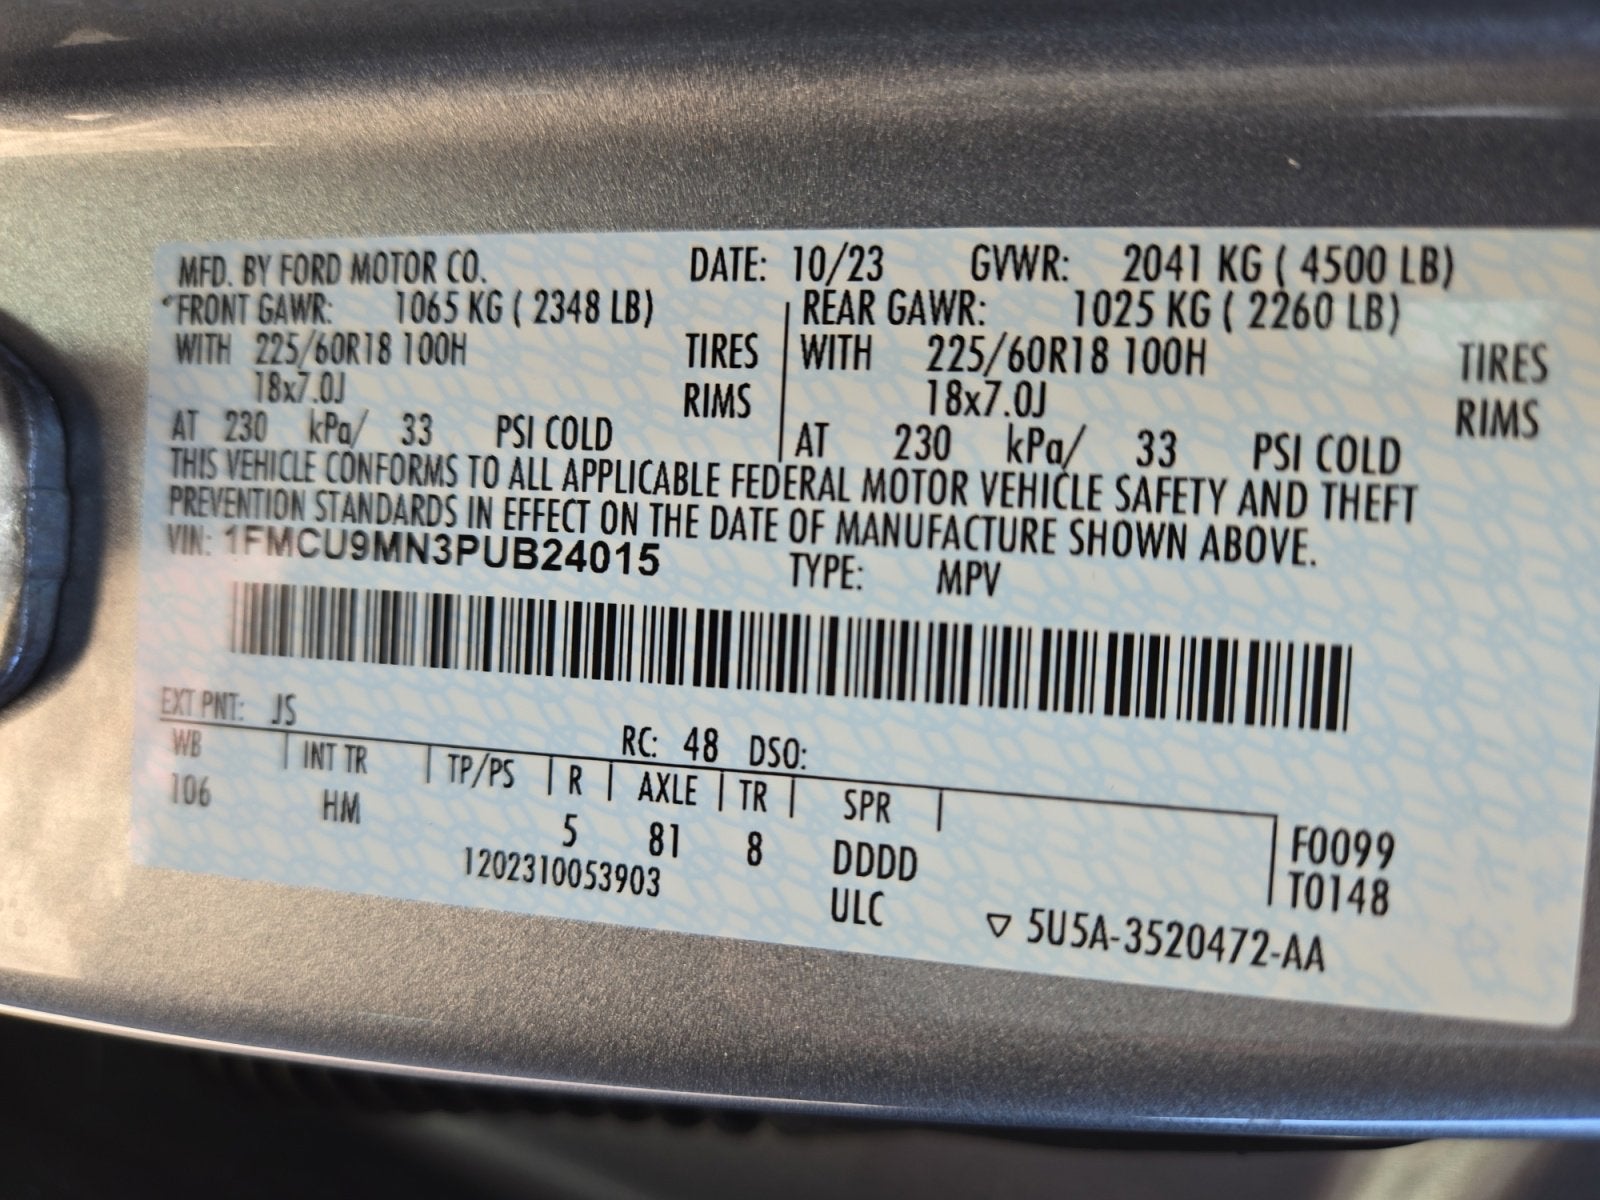 MFD. BY FORD MOTOR CO. DATE: 10/23 GVWR: 2041 KG ( 4500 LB)
FRONT GAWR: 1065 KG ( 2348 LB) REAR GAWR: 1025 KG ( 2260 LB)
WITH 225/60R18 100H TIRES WITH 225/60R18 100H TIRES
18x7.0J RIMS 18x7.0J RIMS
AT 230 kPa/ 33 PSI COLD AT 230 kPa/ 33 PSI COLD
THIS VEHICLE CONFORMS TO ALL APPLICABLE FEDERAL MOTOR VEHICLE SAFETY AND THEFT
PREVENTION STANDARDS IN EFFECT ON THE DATE OF MANUFACTURE SHOWN ABOVE.
VIN: 1FMCU9MN3PUB24015 TYPE: MPV
EXT PNT: JS RC: 48 DSO:
WB INT TR TP/PS R AXLE TR SPR
106 HM 5 81 8 DDDD F0099
1202310053903 ULC T0148
▽ 5U5A-3520472-AA